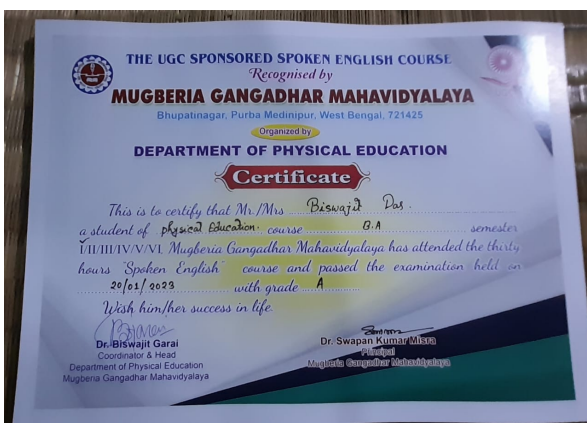 THE UGC SPONSORED SPOKEN ENGLISH COURSE
Recognised by
MUGBERIA GANGADHAR MAHAVIDYALAYA
Bhupatinagar, Purba Medinipur, West Bengal, 721425
Organized by
DEPARTMENT OF PHYSICAL EDUCATION
Certificate
This is to certify that Mr./Mrs Biswajit Das.
a student of physical Education. course B.A semester
I/II/III/IV/V/VI, Mugberia Gangadhar Mahavidyalaya has attended the thirty
hours "Spoken English" course and passed the examination held on
20/01/2023 with grade A
Wish him/her success in life.
Dr. Biswajit Garai
Coordinator & Head
Department of Physical Education
Mugberia Gangadhar Mahavidyalaya
Dr. Swapan Kumar Misra
Principal
Mugberia Gangadhar Mahavidyalaya